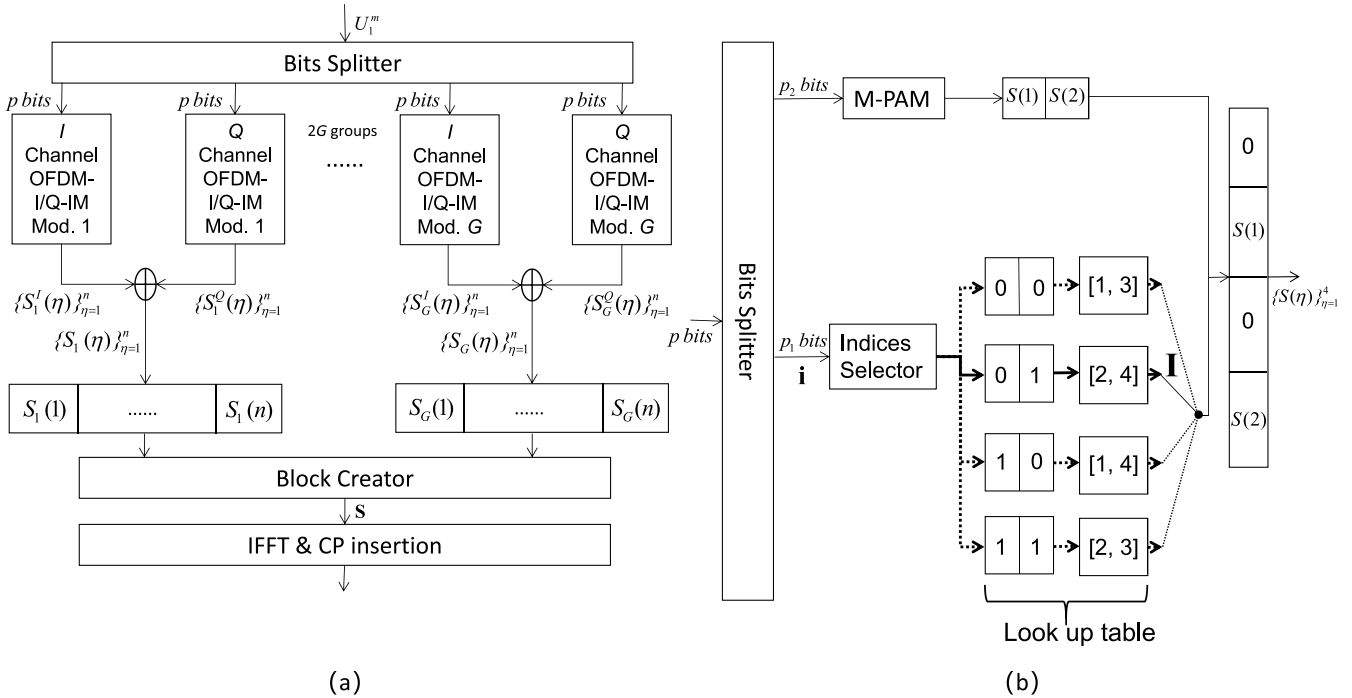 U_1^m
Bits Splitter
p bits p bits p bits p bits
I Channel OFDM-I/Q-IM Mod. 1
Q Channel OFDM-I/Q-IM Mod. 1
2G groups
......
I Channel OFDM-I/Q-IM Mod. G
Q Channel OFDM-I/Q-IM Mod. G
{S_1^I(η)}_{η=1}^n {S_1^Q(η)}_{η=1}^n {S_G^I(η)}_{η=1}^n {S_G^Q(η)}_{η=1}^n
{S_1(η)}_{η=1}^n {S_G(η)}_{η=1}^n
S_1(1) ...... S_1(n) S_G(1) ...... S_G(n)
Block Creator
s
IFFT & CP insertion
(a)
p bits
Bits Splitter
p_2 bits
M-PAM
S(1) S(2)
p_1 bits
i
Indices
Selector
0 0 [1, 3]
0 1 [2, 4]
1 0 [1, 4]
1 1 [2, 3]
I
Look up table
0
S(1)
0
S(2)
{S(η)}_{η=1}^4
(b)